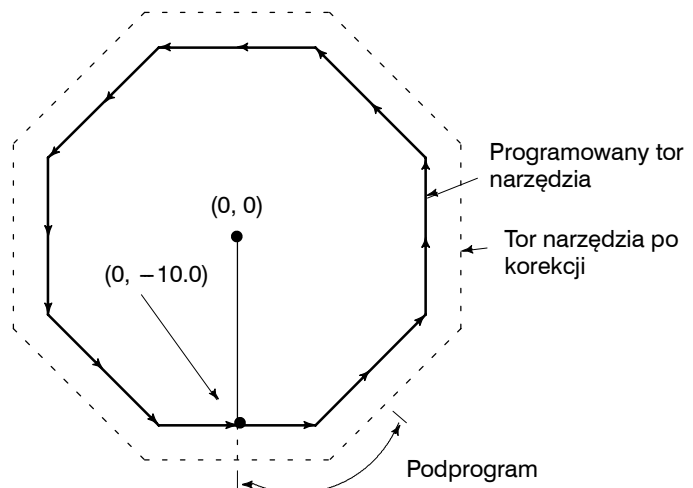 Programowany tor
narzędzia
(0, 0)
Tor narzędzia po
korekcji
(0, −10.0)
Podprogram